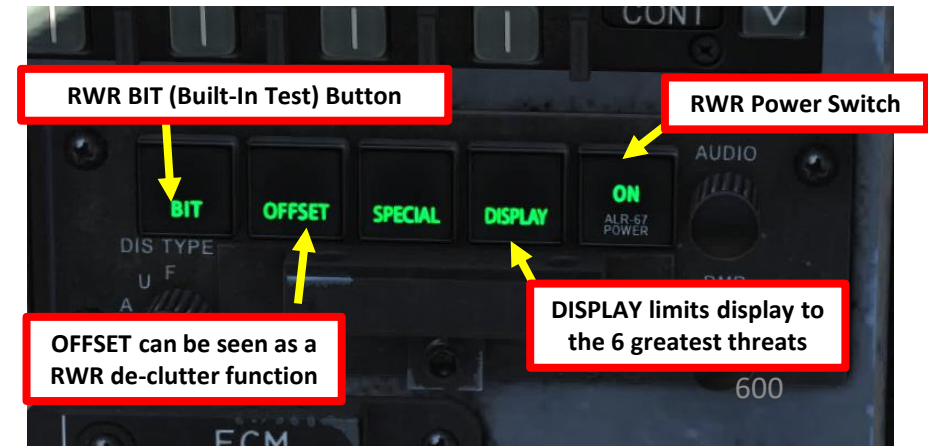 CONT
RWR BIT (Built-In Test) Button
RWR Power Switch
AUDIO
BIT
OFFSET
SPECIAL
DISPLAY
ON
ALR-67
POWER
DIS TYPE
F
U
A
DISPLAY limits display to
the 6 greatest threats
OFFSET can be seen as a
RWR de-clutter function
600
ECM